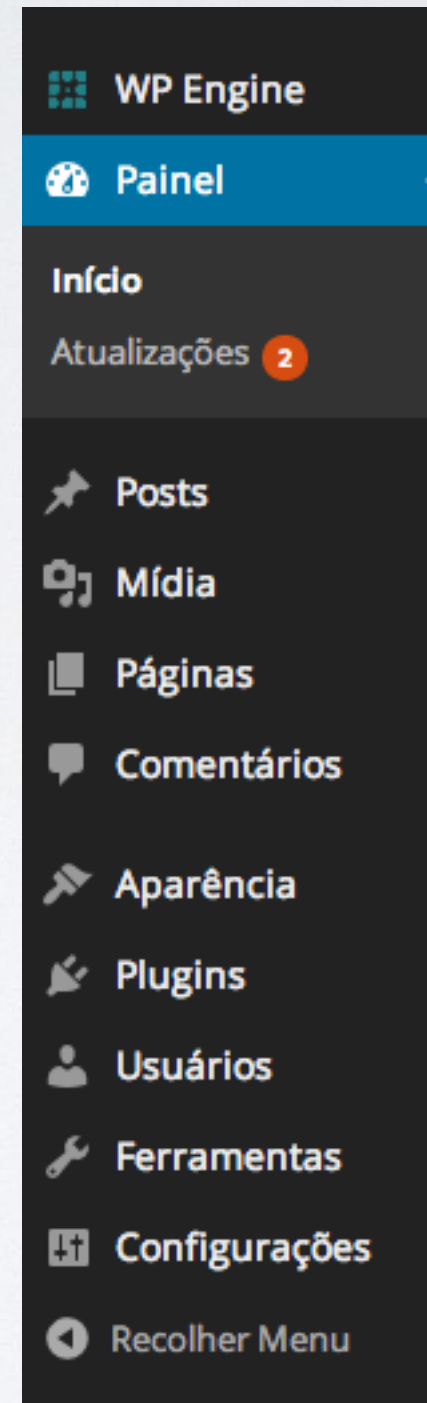 WP Engine
Painel
Início
Atualizações 2
Posts
Mídia
Páginas
Comentários
Aparência
Plugins
Usuários
Ferramentas
Configurações
Recolher Menu